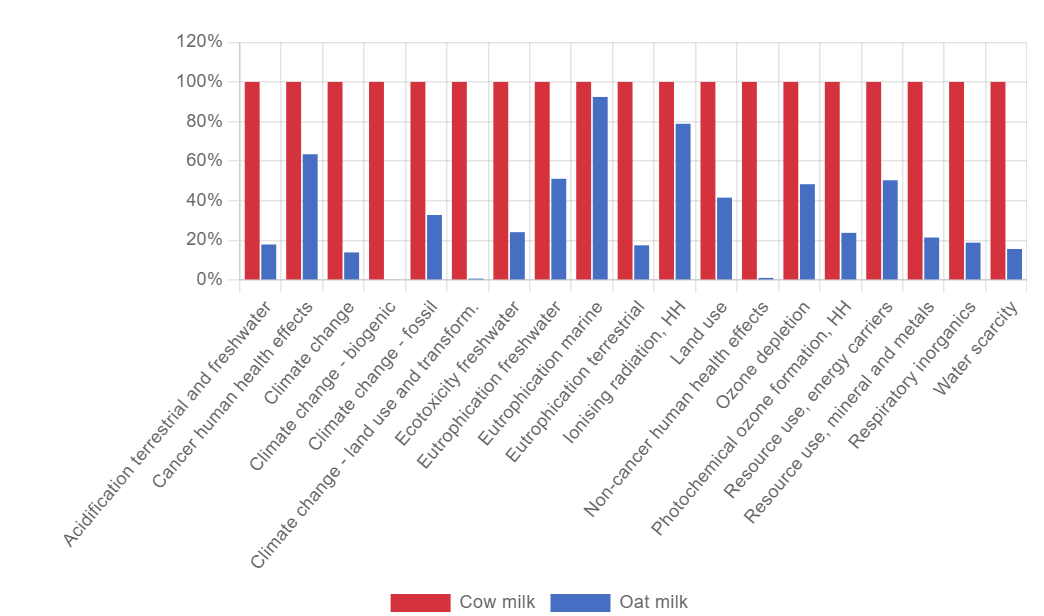 120%
100%
80%
60%
40%
20%
0%
Acidification terrestrial and freshwater
Cancer human health effects
Climate change
Climate change - biogenic
Climate change - fossil
Climate change - land use and transform.
Ecotoxicity freshwater
Eutrophication freshwater
Eutrophication marine
Eutrophication terrestrial
Ionising radiation, HH
Land use
Non-cancer human health effects
Ozone depletion
Photochemical ozone formation, HH
Resource use, energy carriers
Resource use, mineral and metals
Respiratory inorganics
Water scarcity
Cow milk Oat milk